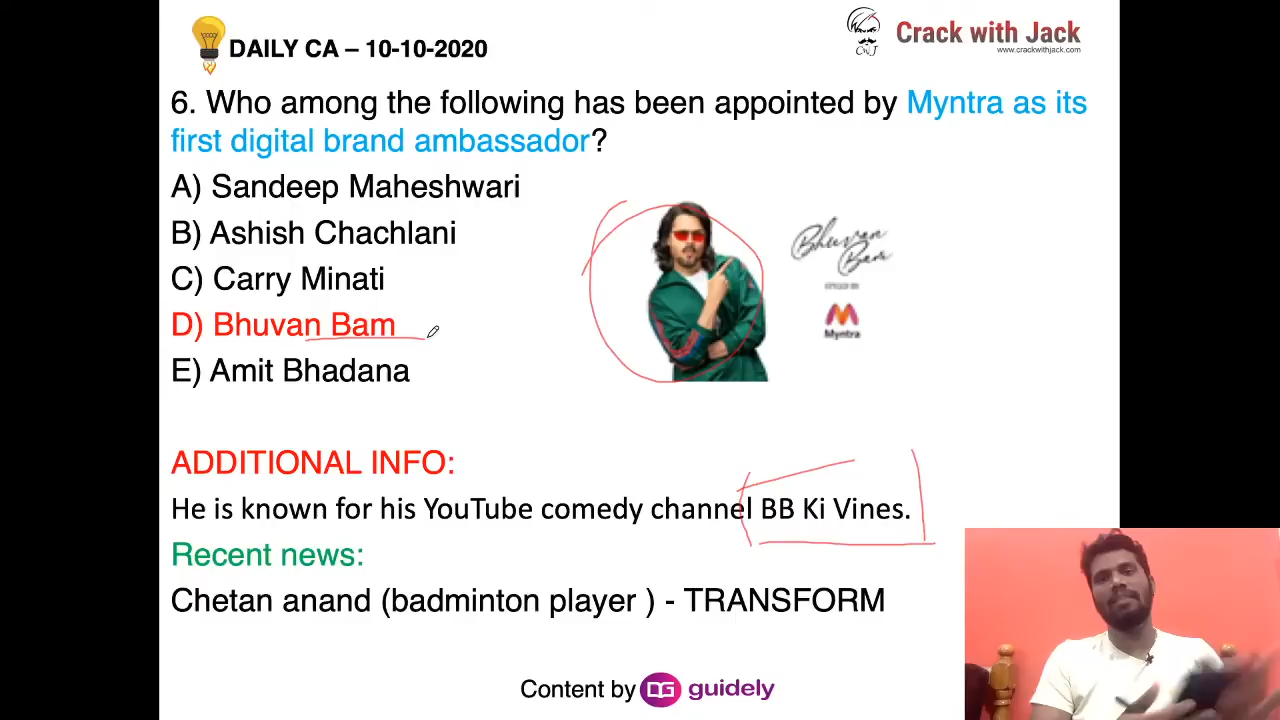 DAILY CA – 10-10-2020
Crack with Jack
www.crackwithjack.com
CWJ
6. Who among the following has been appointed by Myntra as its
first digital brand ambassador?
A) Sandeep Maheshwari
B) Ashish Chachlani
C) Carry Minati
D) Bhuvan Bam
E) Amit Bhadana
Bhuvan
Bam
Myntra
ADDITIONAL INFO:
He is known for his YouTube comedy channel BB Ki Vines.
Recent news:
Chetan anand (badminton player ) - TRANSFORM
Content by DG guidely